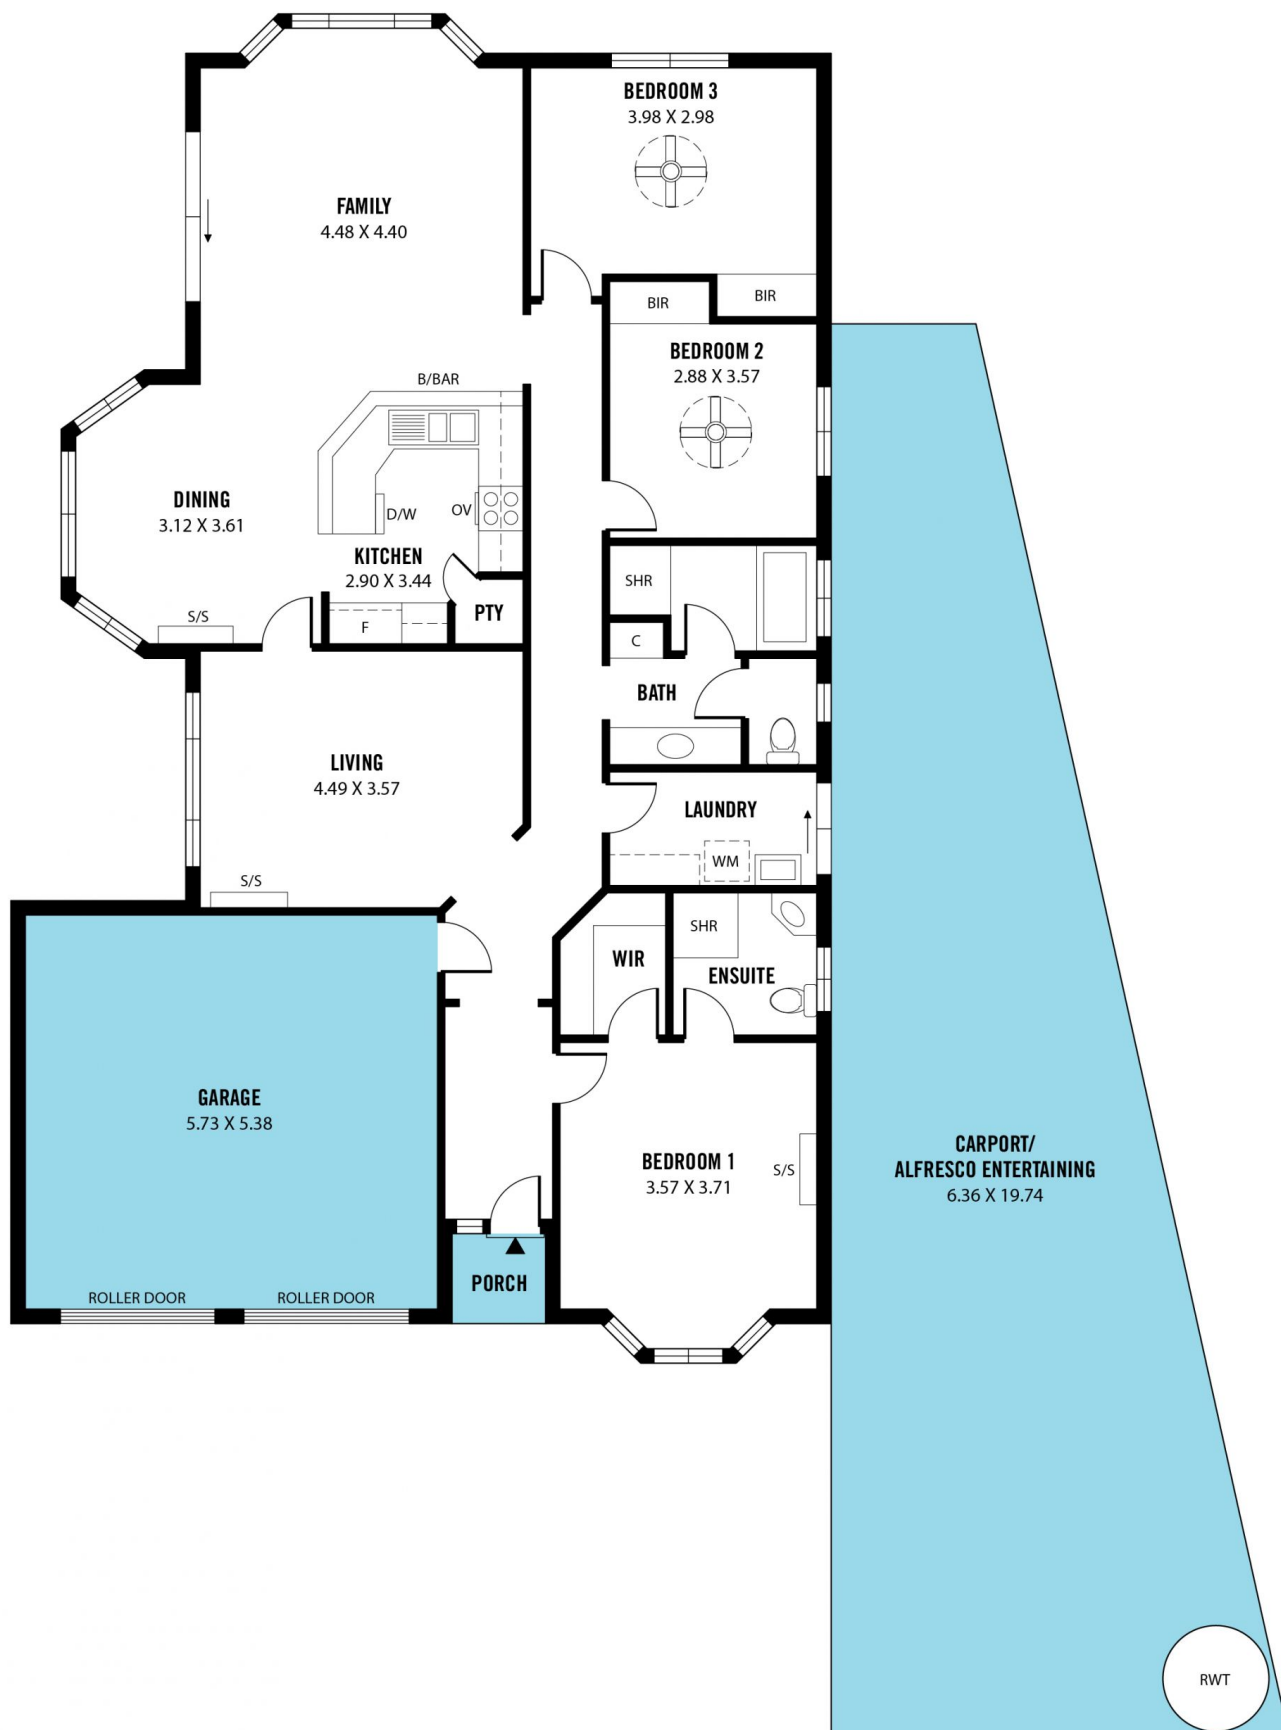 BEDROOM 3
3.98 X 2.98
FAMILY
4.48 X 4.40
BIR
BIR
BEDROOM 2
2.88 X 3.57
B/BAR
DINING
3.12 X 3.61
D/W
OV
KITCHEN
2.90 X 3.44
SHR
S/S
F
PTY
C
BATH
LIVING
4.49 X 3.57
LAUNDRY
WM
S/S
SHR
WIR
ENSUITE
GARAGE
5.73 X 5.38
BEDROOM 1
3.57 X 3.71
S/S
CARPORT/
ALFRESCO ENTERTAINING
6.36 X 19.74
PORCH
ROLLER DOOR
ROLLER DOOR
RWT